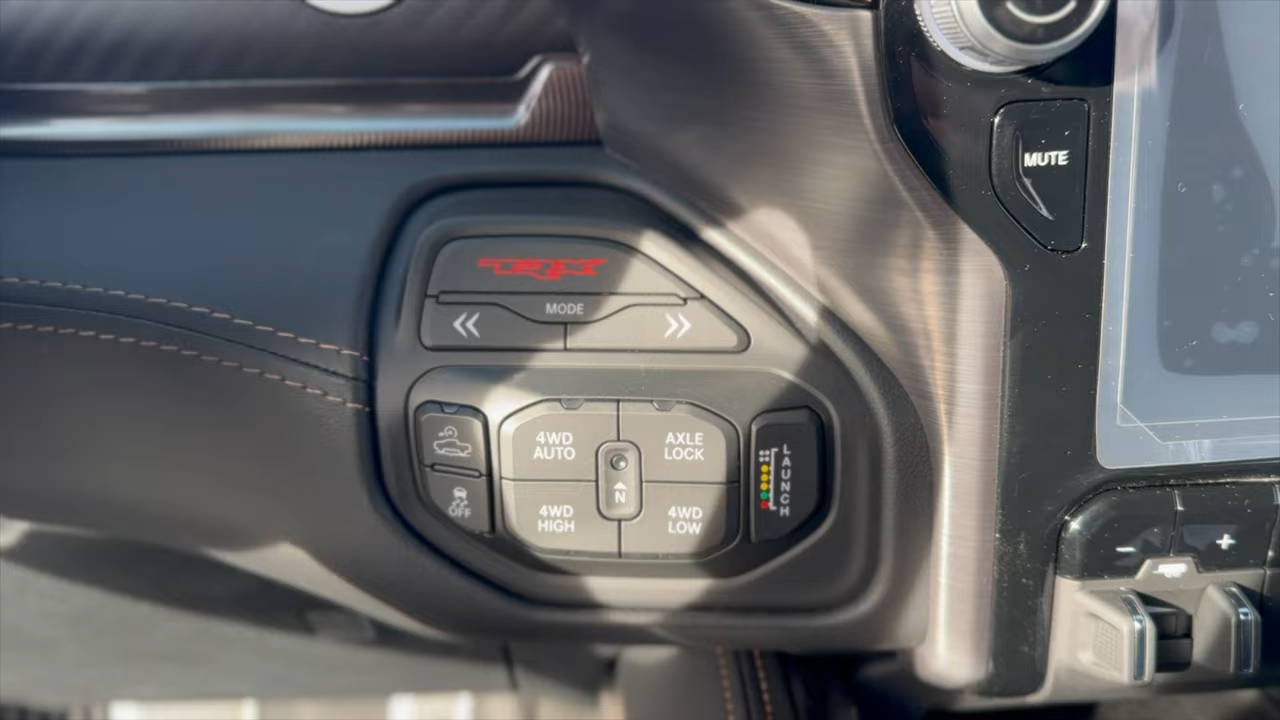 MUTE
TRX
MODE
4WD
AUTO
AXLE
LOCK
N
4WD
HIGH
4WD
LOW
OFF
LAUNCH
- +